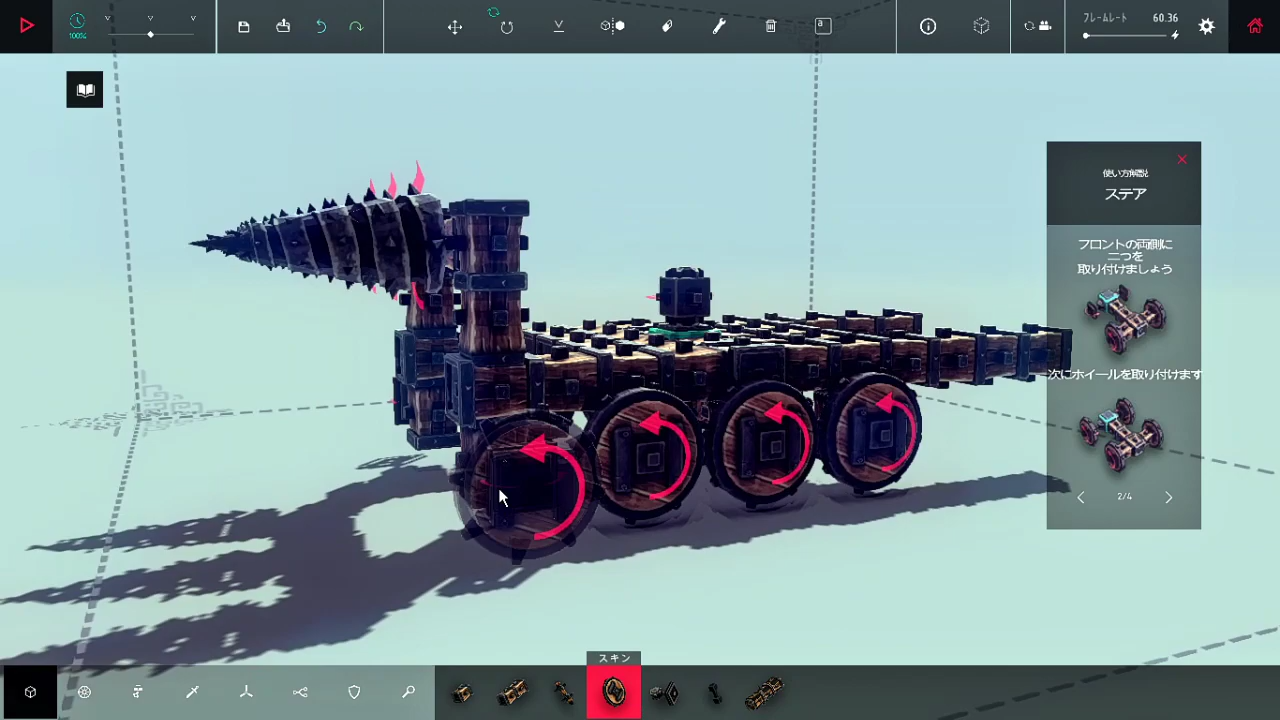 100%
フレームレート 60.36
使い方解説
ステア
フロントの両側に
二つを
取り付けましょう
次にホイールを取り付けます
2/4
スキン